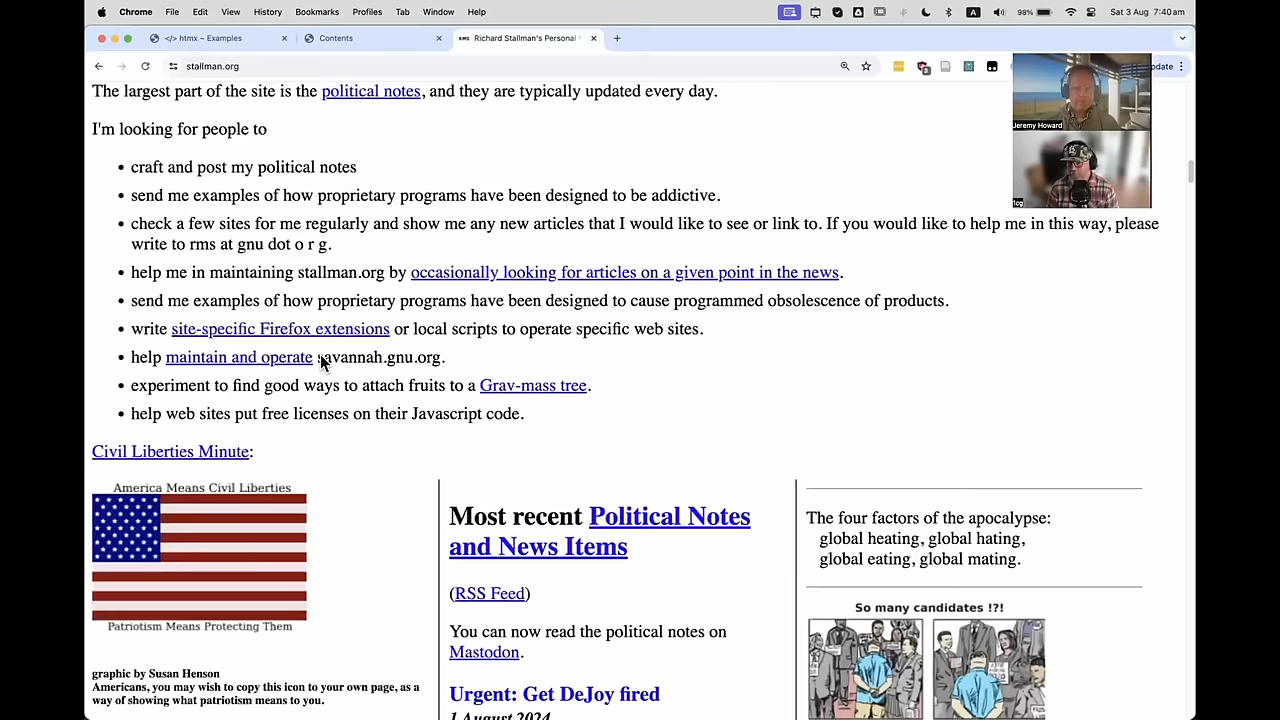 Chrome File Edit View History Bookmarks Profiles Tab Window Help 98% Sat 3 Aug 7:40 am
</> htmx ~ Examples
Contents
Richard Stallman's Personal
stallman.org
Jeremy Howard
The largest part of the site is the political notes, and they are typically updated every day.
I'm looking for people to
• craft and post my political notes
• send me examples of how proprietary programs have been designed to be addictive.
• check a few sites for me regularly and show me any new articles that I would like to see or link to. If you would like to help me in this way, please
write to rms at gnu dot o r g.
• help me in maintaining stallman.org by occasionally looking for articles on a given point in the news.
• send me examples of how proprietary programs have been designed to cause programmed obsolescence of products.
• write site-specific Firefox extensions or local scripts to operate specific web sites.
• help maintain and operate savannah.gnu.org.
• experiment to find good ways to attach fruits to a Grav-mass tree.
• help web sites put free licenses on their Javascript code.
Civil Liberties Minute:
America Means Civil Liberties
Patriotism Means Protecting Them
graphic by Susan Henson
Americans, you may wish to copy this icon to your own page, as a
way of showing what patriotism means to you.
Most recent Political Notes
and News Items
(RSS Feed)
You can now read the political notes on
Mastodon.
Urgent: Get DeJoy fired
1 August 2024
The four factors of the apocalypse:
global heating, global hating,
global eating, global mating.
So many candidates !?!